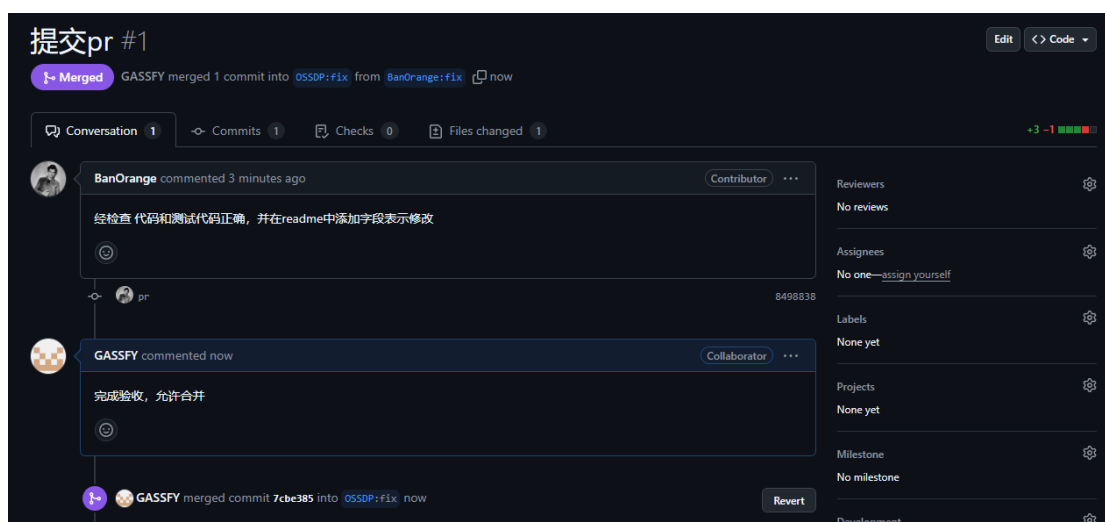 提交pr #1
Edit
<> Code
Merged
GASSFY merged 1 commit into OSSDP:fix from BanOrange:fix now
Conversation 1
Commits 1
Checks 0
Files changed 1
+3 −1
BanOrange commented 3 minutes ago
Contributor
经检查 代码和测试代码正确，并在readme中添加字段表示修改
pr
8498838
GASSFY commented now
Collaborator
完成验收，允许合并
GASSFY merged commit 7cbe385 into OSSDP:fix now
Revert
Reviewers
No reviews
Assignees
No one—assign yourself
Labels
None yet
Projects
None yet
Milestone
No milestone
Development